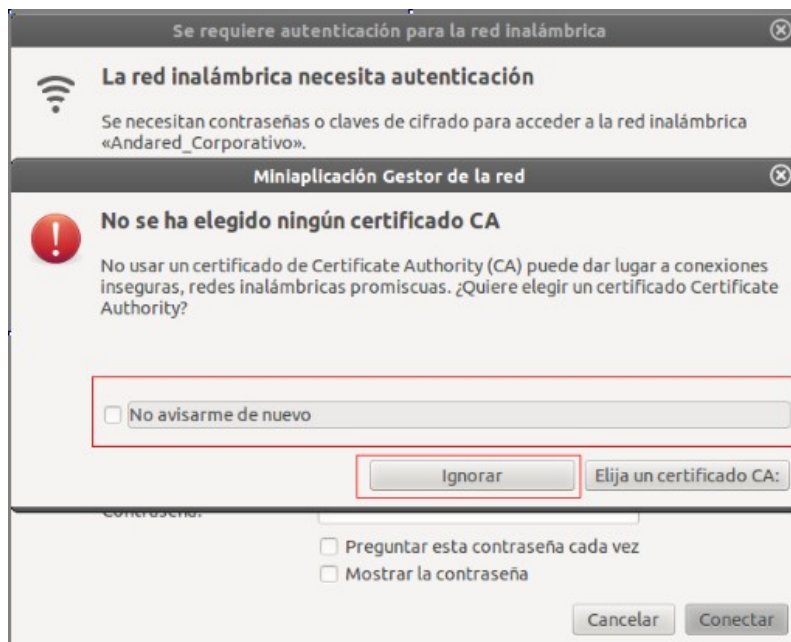 Se requiere autenticación para la red inalámbrica
La red inalámbrica necesita autenticación
Se necesitan contraseñas o claves de cifrado para acceder a la red inalámbrica
«Andared_Corporativo».
Miniaplicación Gestor de la red
No se ha elegido ningún certificado CA
No usar un certificado de Certificate Authority (CA) puede dar lugar a conexiones
inseguras, redes inalámbricas promiscuas. ¿Quiere elegir un certificado Certificate
Authority?
No avisarme de nuevo
Ignorar
Elija un certificado CA:
Contraseña:
Preguntar esta contraseña cada vez
Mostrar la contraseña
Cancelar
Conectar